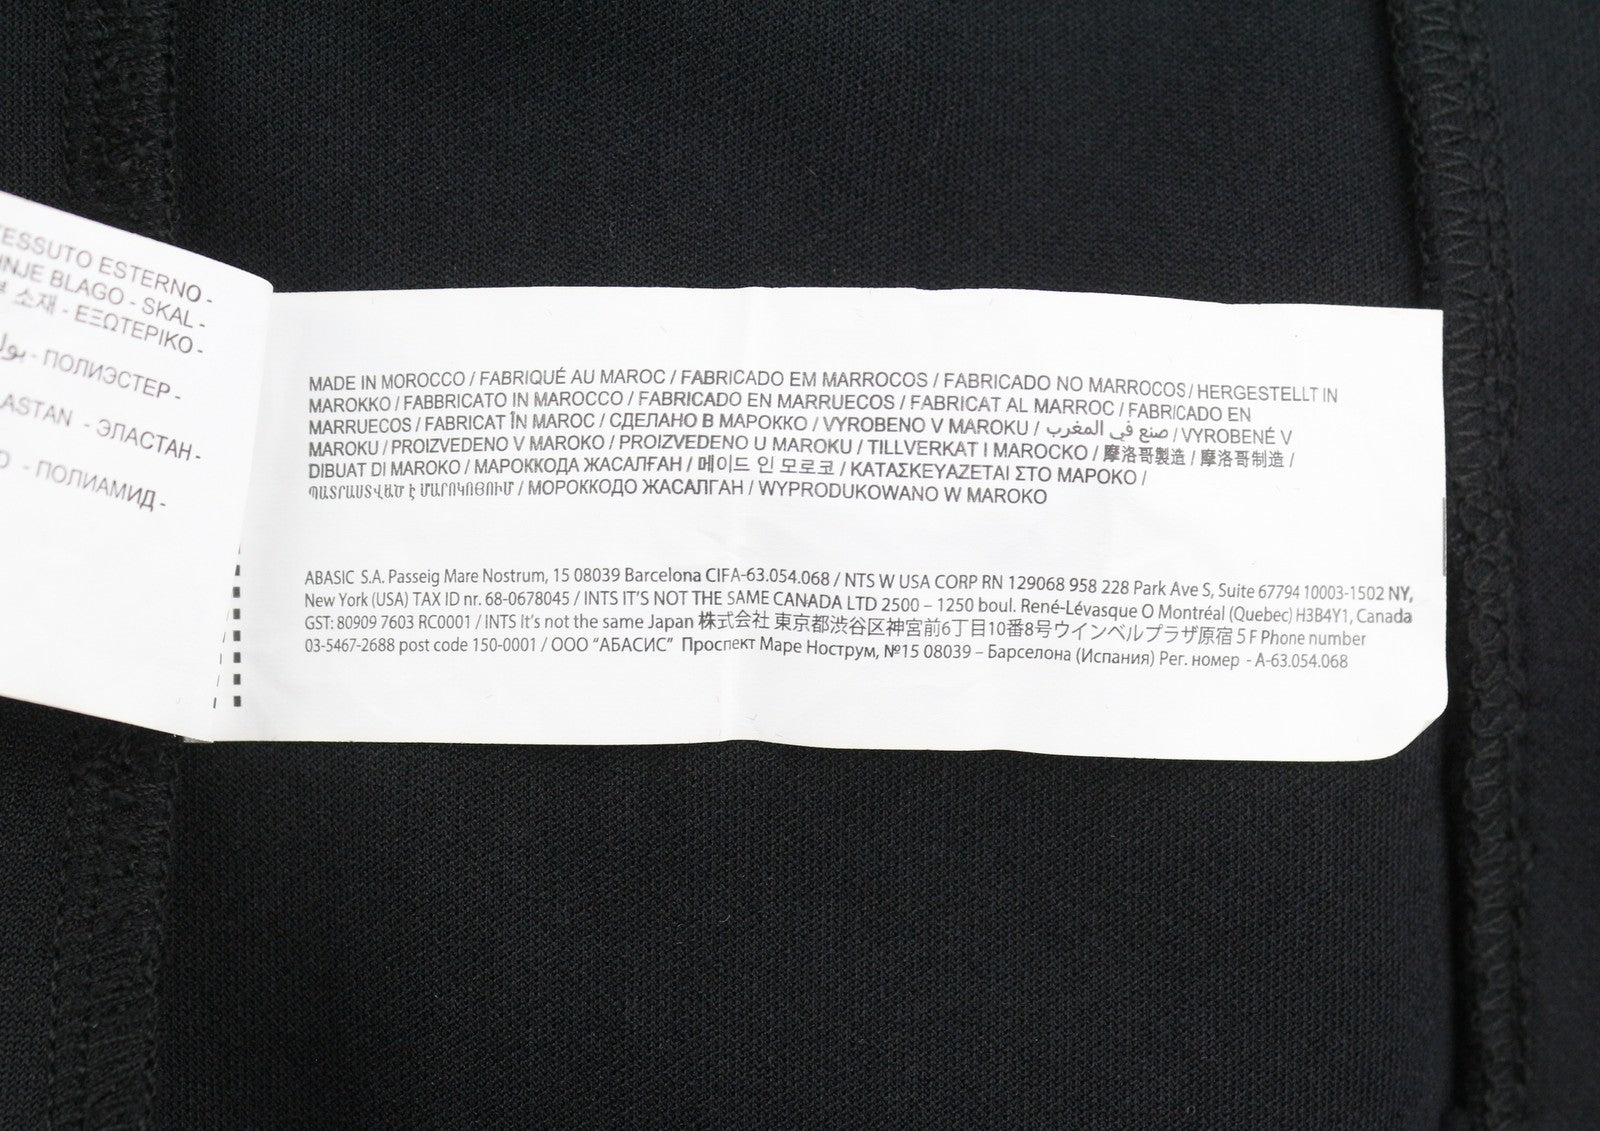 TESSUTO ESTERNO -
NJE BLAGO - SKAL -
소재 - ΕΞΩΤΕΡΙΚΟ -
- ПОЛИЭСТЕР -
ASTAN - ЭЛАСТАН -
- ПОЛИАМИД -
MADE IN MOROCCO / FABRIQUÉ AU MAROC / FABRICADO EM MARROCOS / FABRICADO NO MARROCOS / HERGESTELLT IN
MAROKKO / FABBRICATO IN MAROCCO / FABRICADO EN MARRUECOS / FABRICAT AL MARROC / FABRICADO EN
MARRUECOS / FABRICAT ÎN MAROC / СДЕЛАНО В МАРОККО / VYROBENO V MAROKU / صنع في المغرب / VYROBENÉ V
MAROKU / PROIZVEDENO V MAROKO / PROIZVEDENO U MAROKU / TILLVERKAT I MAROCKO / 摩洛哥製造 / 摩洛哥制造 /
DIBUAT DI MAROKO / МАРОККОДА ЖАСАЛҒАН / 메이드 인 모로코 / ΚΑΤΑΣΚΕΥΑΖΕΤΑΙ ΣΤΟ ΜΑΡΟΚΟ /
ՊԱՏՐԱՍՏՎԱԾ Է ՄԱՐՈԿՈՅՈՒՄ / МОРОККОДО ЖАСАЛГАН / WYPRODUKOWANO W MAROKO
ABASIC S.A. Passeig Mare Nostrum, 15 08039 Barcelona CIFA-63.054.068 / NTS W USA CORP RN 129068 958 228 Park Ave S, Suite 67794 10003-1502 NY,
New York (USA) TAX ID nr. 68-0678045 / INTS IT'S NOT THE SAME CANADA LTD 2500 – 1250 boul. René-Lévasque O Montréal (Quebec) H3B4Y1, Canada
GST: 80909 7603 RC0001 / INTS It's not the same Japan 株式会社 東京都渋谷区神宮前6丁目10番8号ウインベルプラザ原宿 5 F Phone number
03-5467-2688 post code 150-0001 / ООО "АБАСИС" Проспект Маре Нострум, №15 08039 – Барселона (Испания) Рег. номер - A-63.054.068